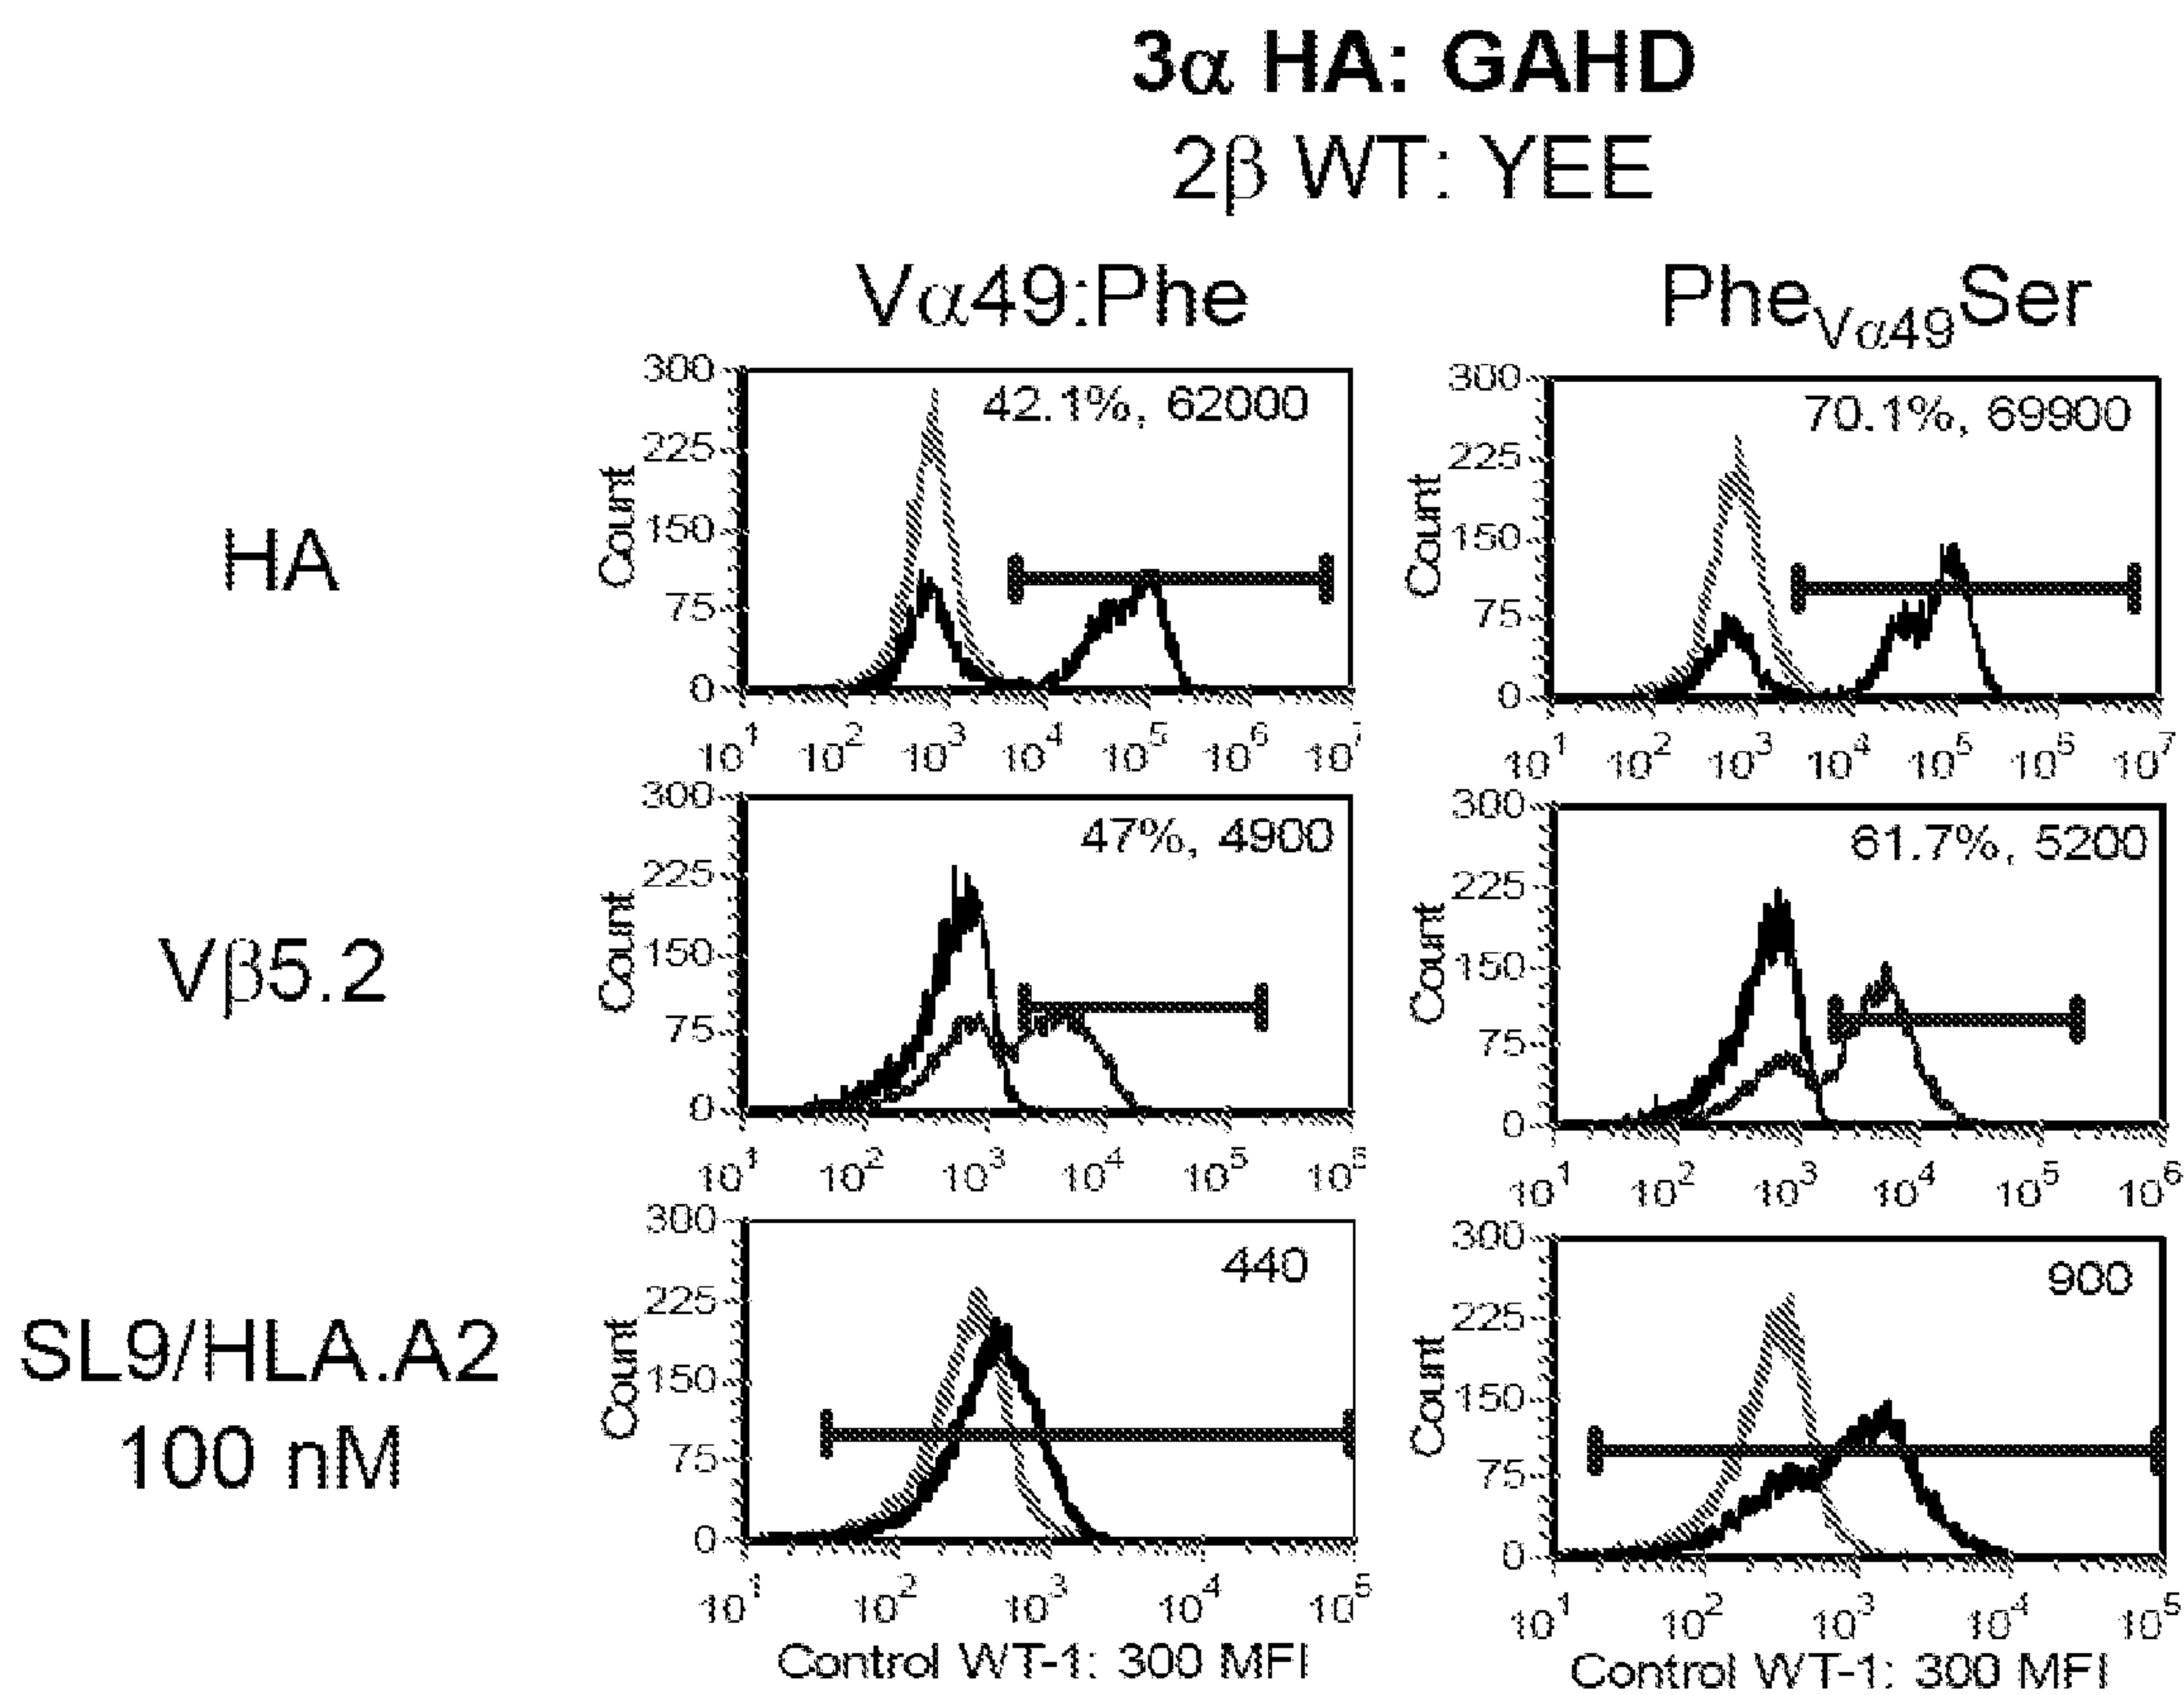 3α HA: GAHD
2β WT: YEE
Vα49:Phe
PheVα49Ser
HA
Count
300
225
150
75
0
42.1%, 62000
10¹ 10² 10³ 10⁴ 10⁵ 10⁶ 10⁷
Count
300
225
150
75
0
70.1%, 69900
10¹ 10² 10³ 10⁴ 10⁵ 10⁶ 10⁷
Vβ5.2
Count
300
225
150
75
0
47%, 4900
10¹ 10² 10³ 10⁴ 10⁵ 10⁶
Count
300
225
150
75
0
61.7%, 5200
10¹ 10² 10³ 10⁴ 10⁵ 10⁶
SL9/HLA.A2
100 nM
Count
300
225
150
75
0
440
10¹ 10² 10³ 10⁴ 10⁵
Control WT-1: 300 MFI
Count
300
225
150
75
0
900
10¹ 10² 10³ 10⁴ 10⁵
Control WT-1: 300 MFI